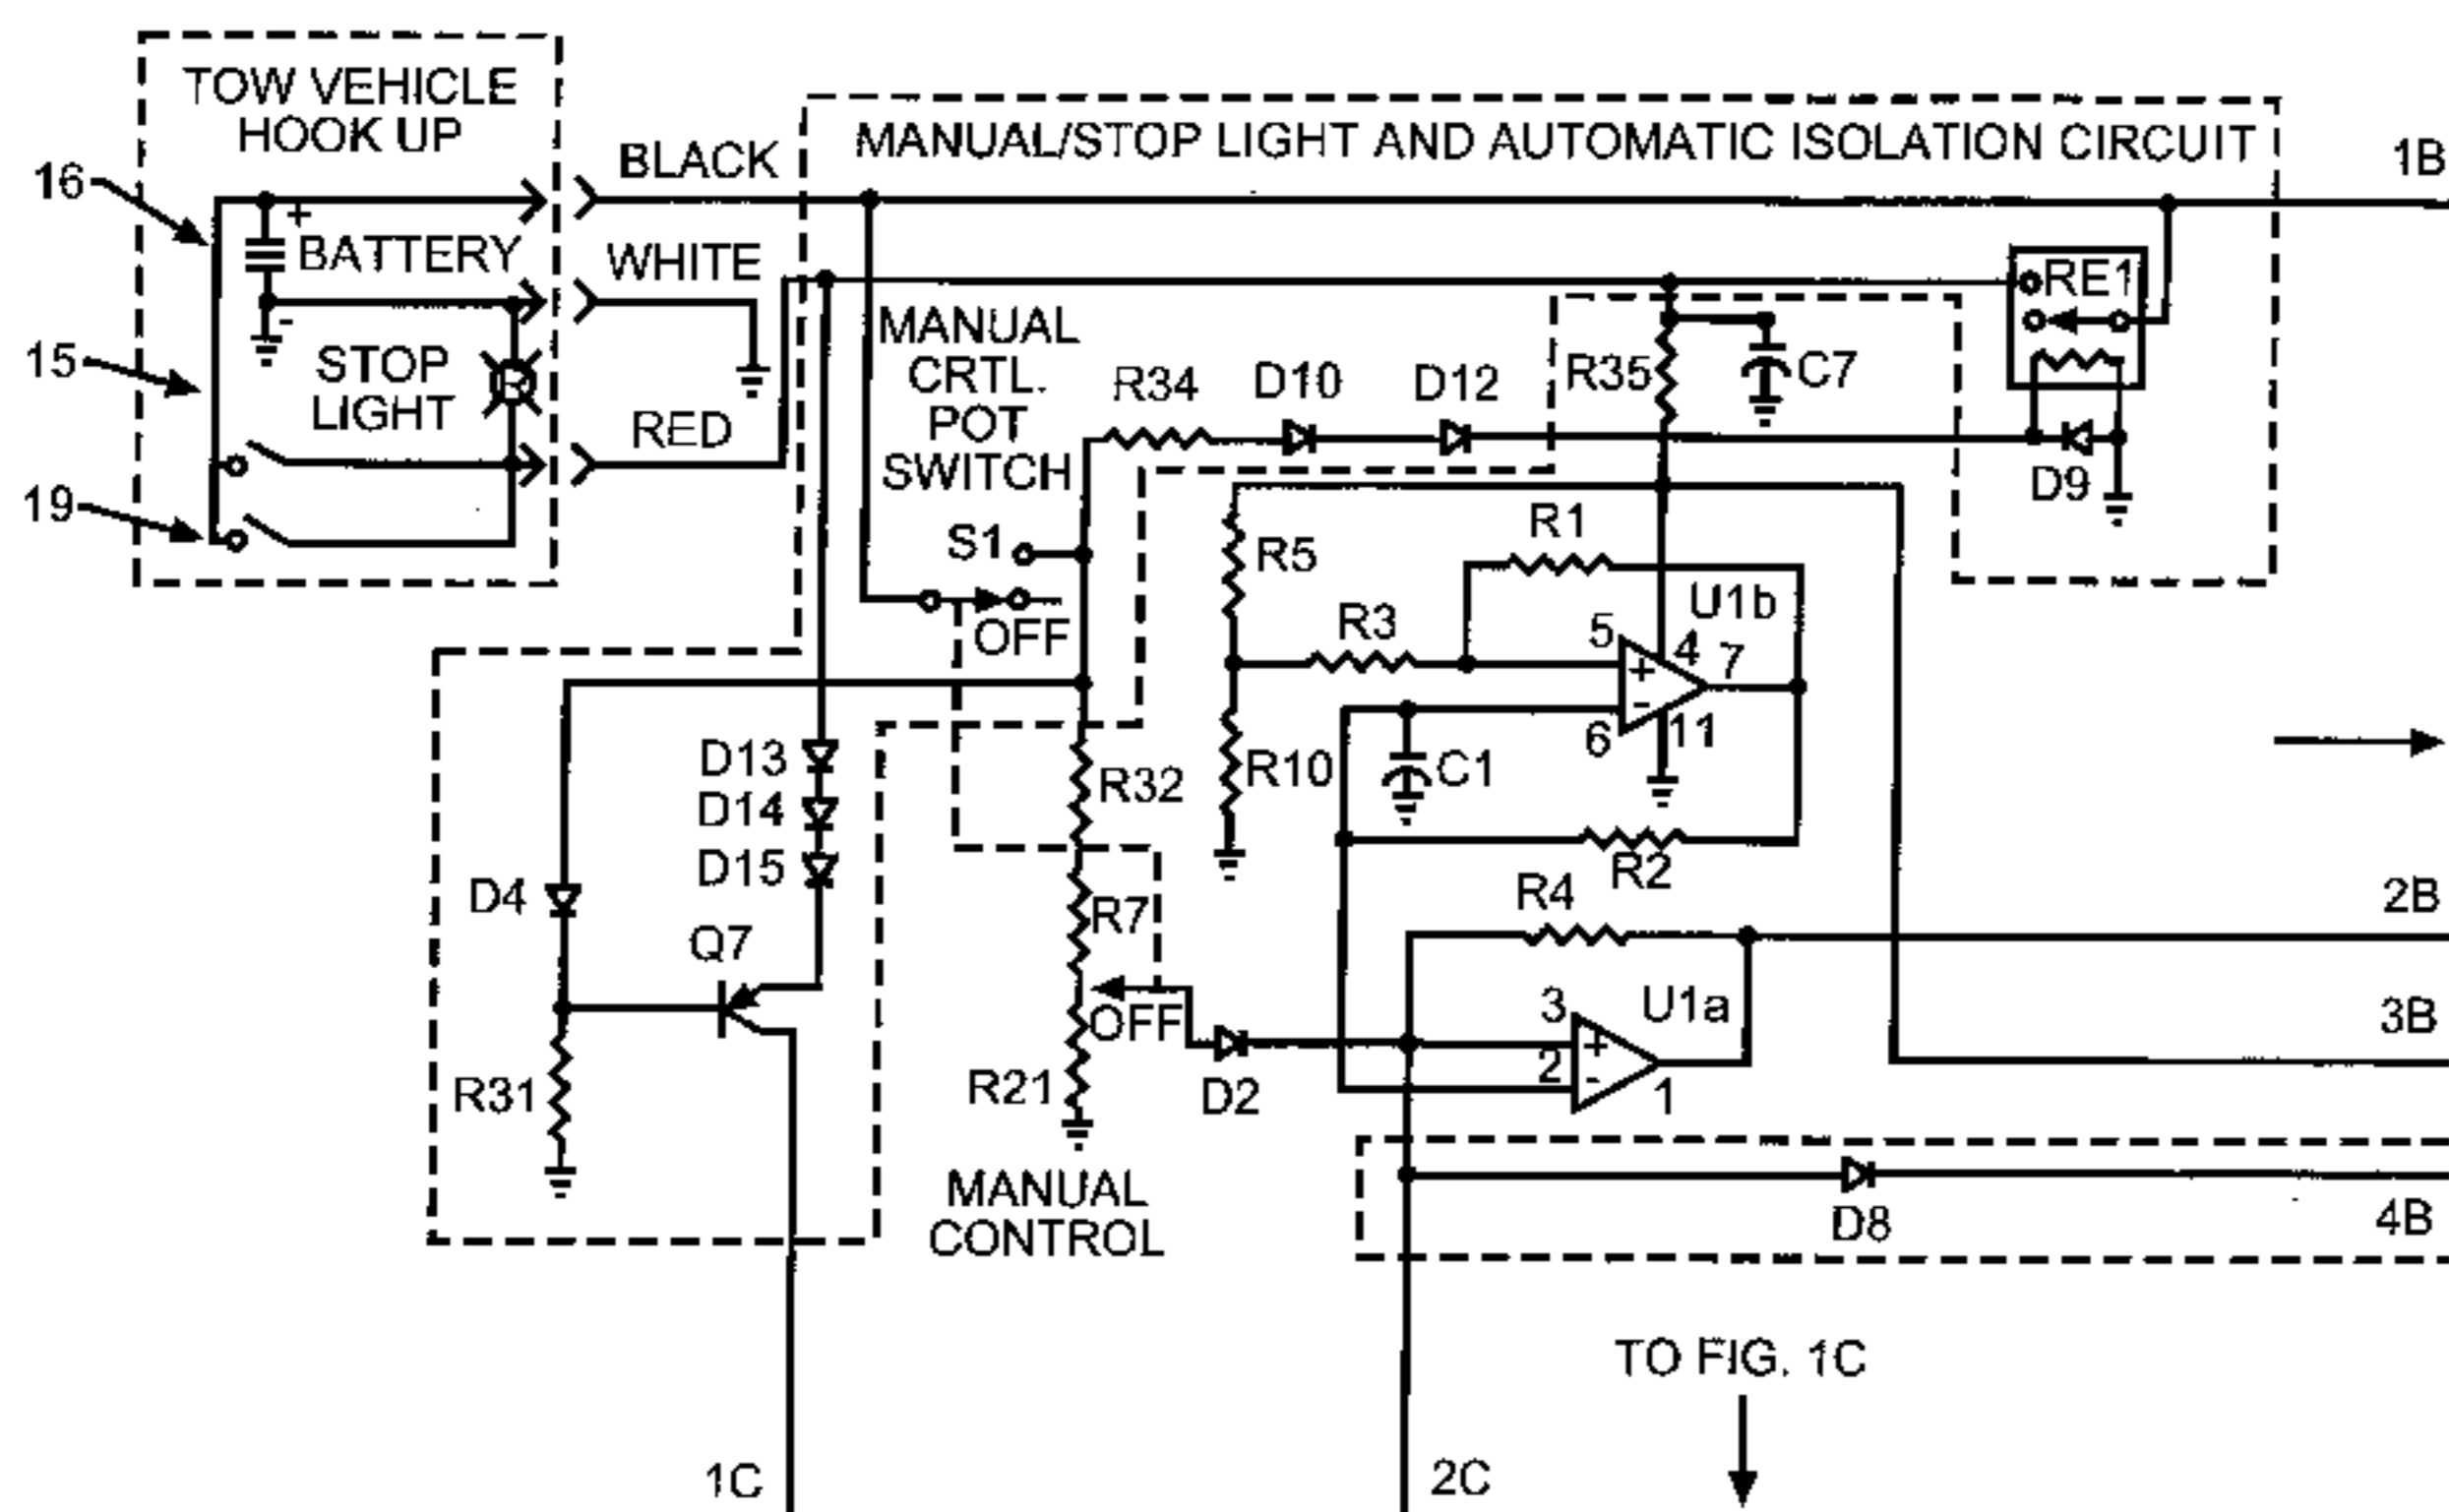 TOW VEHICLE
HOOK UP
16
+
BATTERY
-
15
STOP
LIGHT
19
BLACK
WHITE
RED
MANUAL/STOP LIGHT AND AUTOMATIC ISOLATION CIRCUIT
1B
RE1
MANUAL
CRTL.
POT
SWITCH
R34
D10
D12
R35
C7
D9
S1
OFF
R5
R1
U1b
R3
5
+
4
7
-
6
11
R10
C1
R2
D13
D14
D15
R32
D4
Q7
R7
R4
2B
OFF
3
+
U1a
3B
2
-
1
R31
R21
D2
MANUAL
CONTROL
D8
4B
TO FIG. 1C
1C
2C